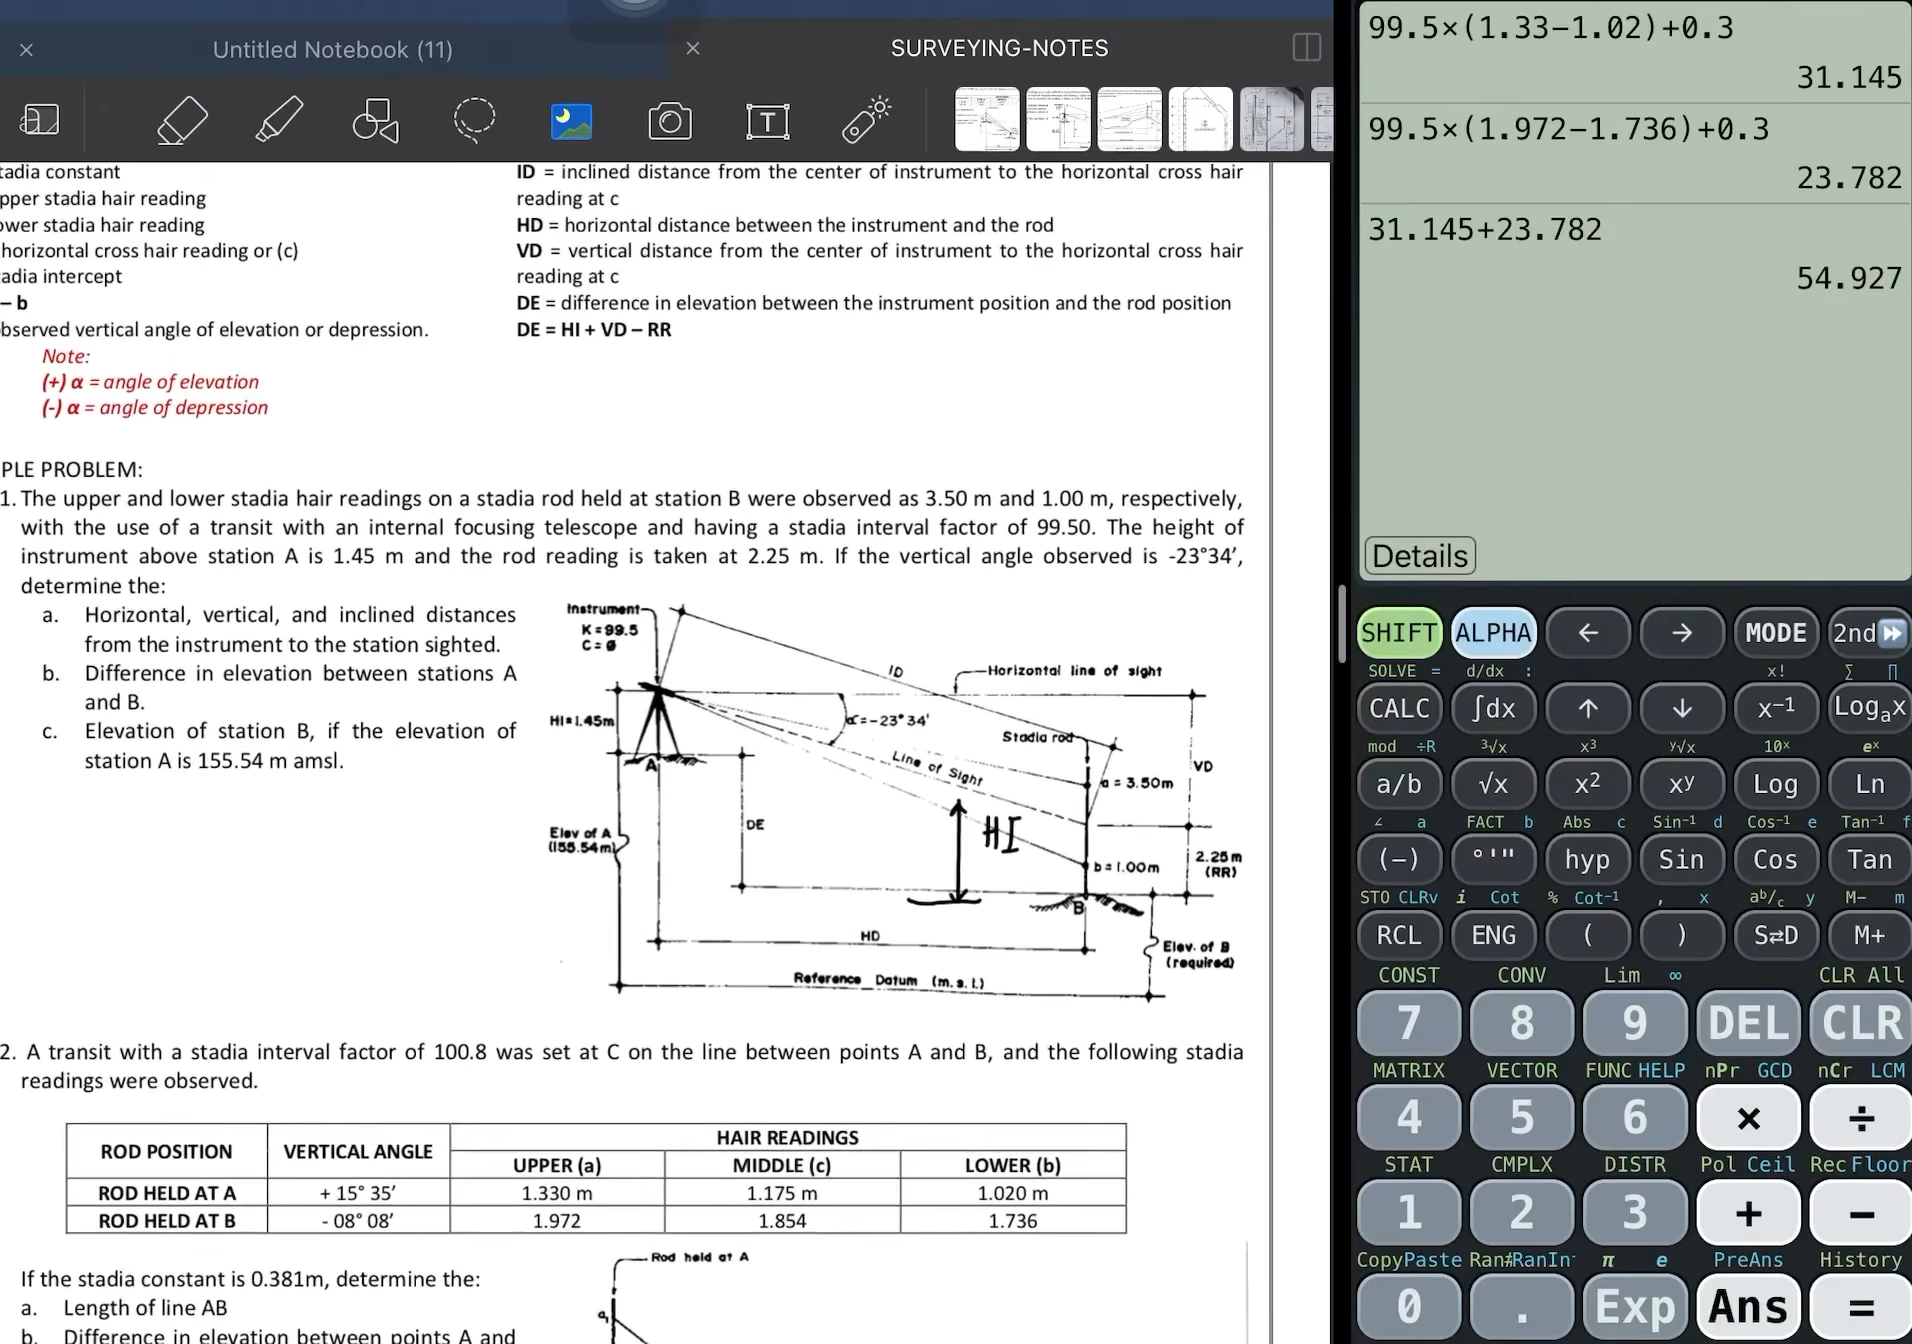 Untitled Notebook (11)
SURVEYING-NOTES
tadia constant
pper stadia hair reading
ower stadia hair reading
horizontal cross hair reading or (c)
adia intercept
– b
bserved vertical angle of elevation or depression.
Note:
(+) α = angle of elevation
(-) α = angle of depression
ID = inclined distance from the center of instrument to the horizontal cross hair
reading at c
HD = horizontal distance between the instrument and the rod
VD = vertical distance from the center of instrument to the horizontal cross hair
reading at c
DE = difference in elevation between the instrument position and the rod position
DE = HI + VD – RR
PLE PROBLEM:
1. The upper and lower stadia hair readings on a stadia rod held at station B were observed as 3.50 m and 1.00 m, respectively,
with the use of a transit with an internal focusing telescope and having a stadia interval factor of 99.50. The height of
instrument above station A is 1.45 m and the rod reading is taken at 2.25 m. If the vertical angle observed is -23°34’,
determine the:
a. Horizontal, vertical, and inclined distances
from the instrument to the station sighted.
b. Difference in elevation between stations A
and B.
c. Elevation of station B, if the elevation of
station A is 155.54 m amsl.
Instrument
K=99.5
C=0
ID
Horizontal line of sight
HI=1.45m
α=-23°34'
Stadia rod
A
Line of Sight
VD
a = 3.50m
DE
HI
Elev of A
(155.54m)
b=1.00m
2.25m
(RR)
B
HD
Elev. of B
(required)
Reference Datum (m.s.l.)
2. A transit with a stadia interval factor of 100.8 was set at C on the line between points A and B, and the following stadia
readings were observed.
ROD POSITION VERTICAL ANGLE HAIR READINGS
UPPER (a) MIDDLE (c) LOWER (b)
ROD HELD AT A + 15° 35’ 1.330 m 1.175 m 1.020 m
ROD HELD AT B - 08° 08’ 1.972 1.854 1.736
Rod held at A
If the stadia constant is 0.381m, determine the:
a. Length of line AB
b. Difference in elevation between points A and
99.5×(1.33−1.02)+0.3
31.145
99.5×(1.972−1.736)+0.3
23.782
31.145+23.782
54.927
Details
SHIFT ALPHA ← → MODE 2nd
SOLVE = d/dx : x! ∑ ∏
CALC ∫dx ↑ ↓ x⁻¹ Logₐx
mod ÷R ³√x x³ ʸ√x 10ˣ eˣ
a/b √x x² xʸ Log Ln
∠ a FACT b Abs c Sin⁻¹ d Cos⁻¹ e Tan⁻¹ f
(−) °'" hyp Sin Cos Tan
STO CLRv i Cot % Cot⁻¹ , x aᵇ/c y M− m
RCL ENG ( ) S⇄D M+
CONST CONV Lim ∞ CLR All
7 8 9 DEL CLR
MATRIX VECTOR FUNC HELP nPr GCD nCr LCM
4 5 6 × ÷
STAT CMPLX DISTR Pol Ceil Rec Floor
1 2 3 + −
Copy Paste Ran# RanIn π e PreAns History
0 . Exp Ans =